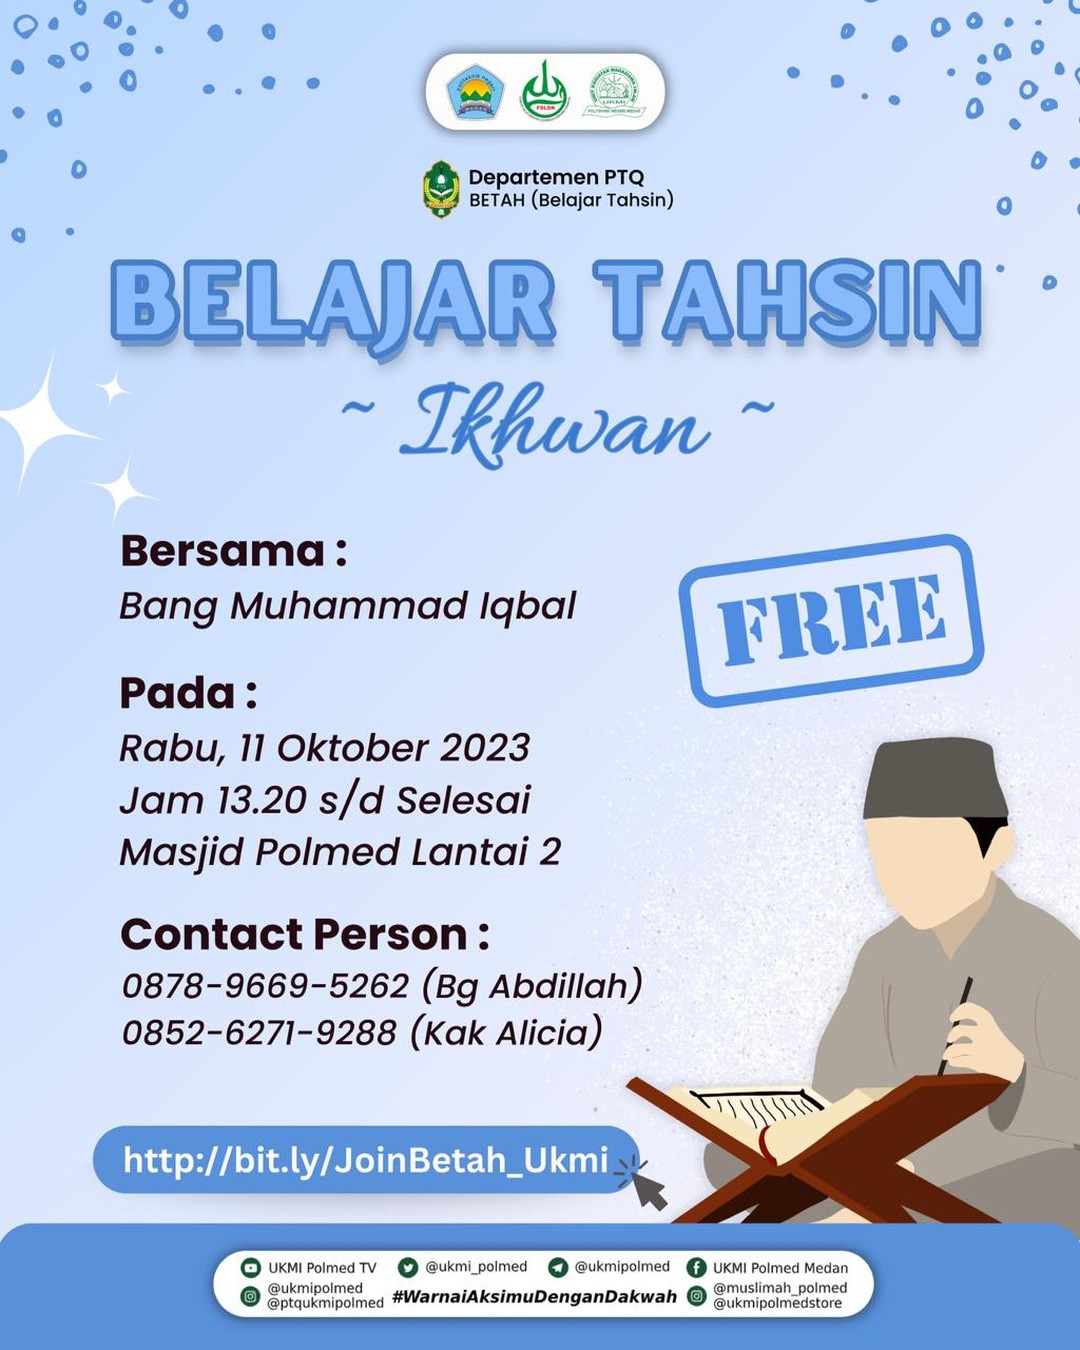 Departemen PTQ
BETAH (Belajar Tahsin)
BELAJAR TAHSIN
~ Ikhwan ~
Bersama :
Bang Muhammad Iqbal
FREE
Pada :
Rabu, 11 Oktober 2023
Jam 13.20 s/d Selesai
Masjid Polmed Lantai 2
Contact Person :
0878-9669-5262 (Bg Abdillah)
0852-6271-9288 (Kak Alicia)
http://bit.ly/JoinBetah_Ukmi
UKMI Polmed TV
@ukmi_polmed
@ukmipolmed
UKMI Polmed Medan
@ukmipolmed
@ptqukmipolmed
#WarnaiAksimuDenganDakwah
@muslimah_polmed
@ukmipolmedstore